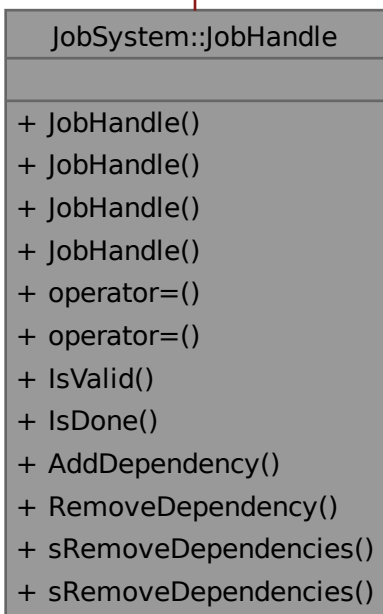 JobSystem::JobHandle
+ JobHandle()
+ JobHandle()
+ JobHandle()
+ JobHandle()
+ operator=()
+ operator=()
+ IsValid()
+ IsDone()
+ AddDependency()
+ RemoveDependency()
+ sRemoveDependencies()
+ sRemoveDependencies()